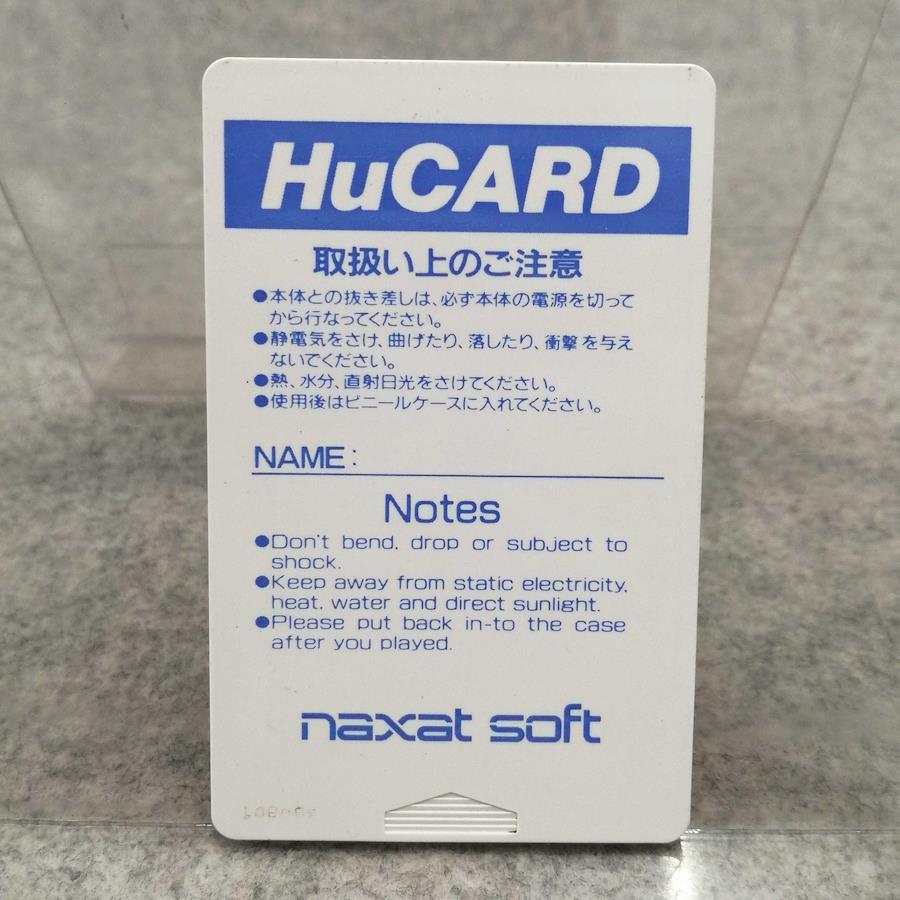 HuCARD
取扱い上のご注意
●本体との抜き差しは、必ず本体の電源を切って
から行なってください。
●静電気をさけ、曲げたり、落したり、衝撃を与え
ないでください。
●熱、水分、直射日光をさけてください。
●使用後はビニールケースに入れてください。
NAME:
Notes
●Don't bend, drop or subject to
shock.
●Keep away from static electricity,
heat, water and direct sunlight.
●Please put back in-to the case
after you played.
naxat soft